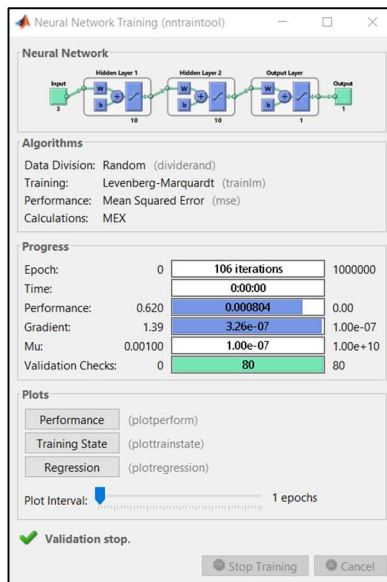 Neural Network Training (nntraintool)
Neural Network
Input Hidden Layer 1 Hidden Layer 2 Output Layer Output
W W W
b b b
3 10 10 1 1
Algorithms
Data Division: Random (dividerand)
Training: Levenberg-Marquardt (trainlm)
Performance: Mean Squared Error (mse)
Calculations: MEX
Progress
Epoch: 0 106 iterations 1000000
Time: 0:00:00
Performance: 0.620 0.000804 0.00
Gradient: 1.39 3.26e-07 1.00e-07
Mu: 0.00100 1.00e-07 1.00e+10
Validation Checks: 0 80 80
Plots
Performance (plotperform)
Training State (plottrainstate)
Regression (plotregression)
Plot Interval: 1 epochs
Validation stop.
Stop Training Cancel